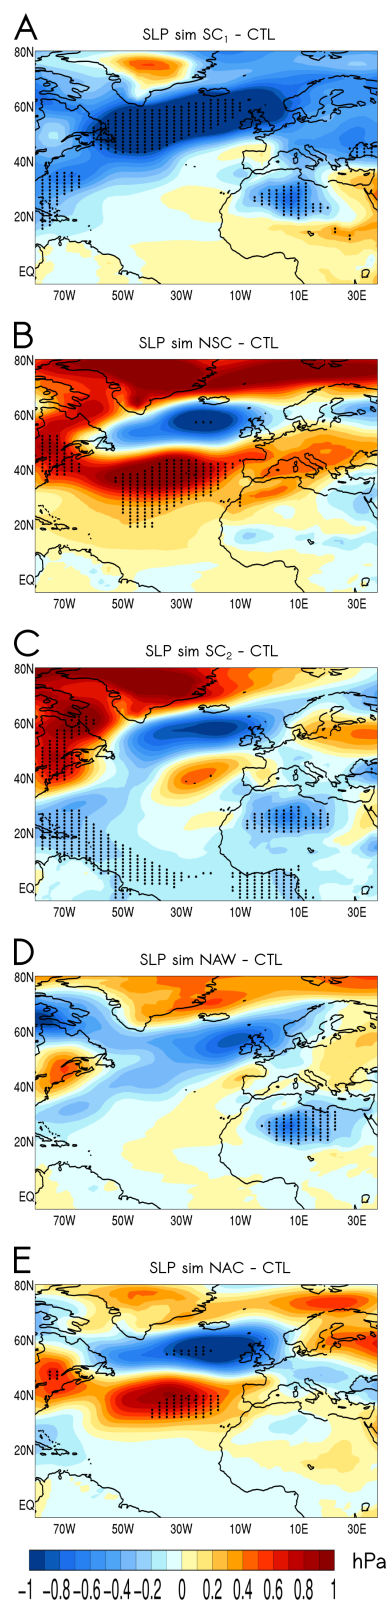 A
SLP sim SC₁ - CTL
80N
60N
40N
20N
EQ
70W 50W 30W 10W 10E 30E
B
SLP sim NSC - CTL
80N
60N
40N
20N
EQ
70W 50W 30W 10W 10E 30E
C
SLP sim SC₂ - CTL
80N
60N
40N
20N
EQ
70W 50W 30W 10W 10E 30E
D
SLP sim NAW - CTL
80N
60N
40N
20N
EQ
70W 50W 30W 10W 10E 30E
E
SLP sim NAC - CTL
80N
60N
40N
20N
EQ
70W 50W 30W 10W 10E 30E
hPa
-1 -0.8 -0.6 -0.4 -0.2 0 0.2 0.4 0.6 0.8 1